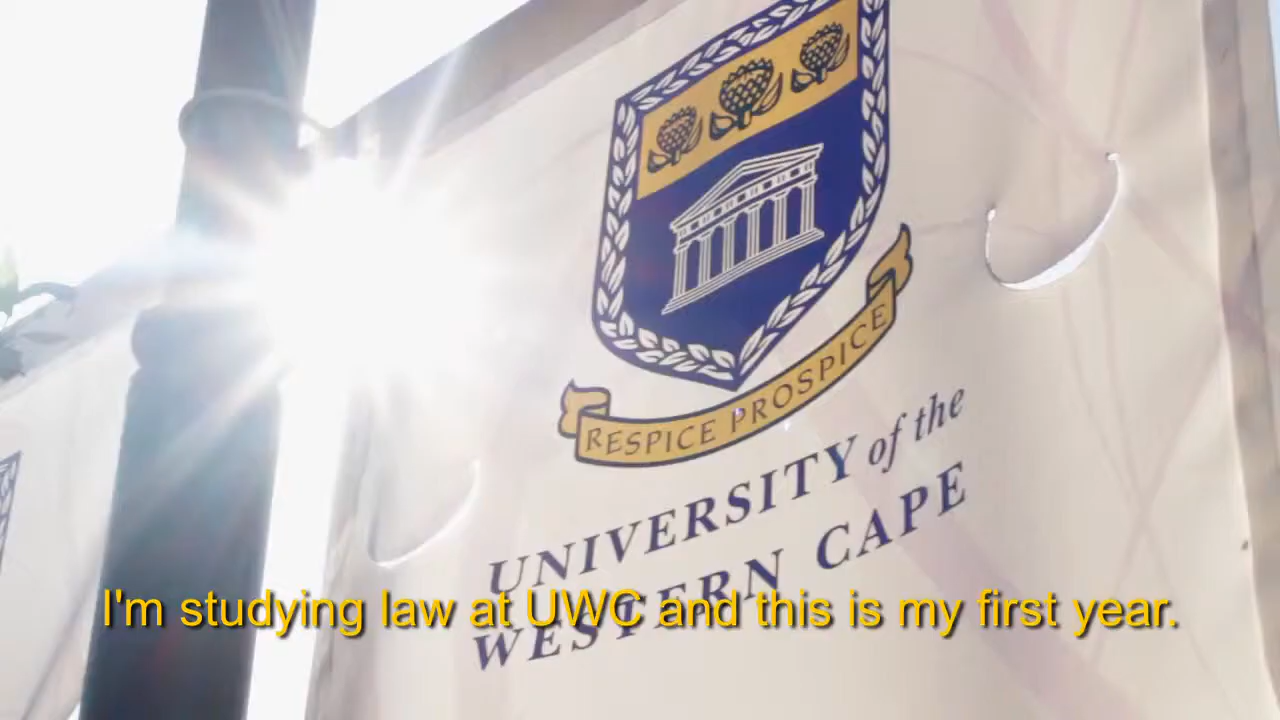 RESPICE PROSPICE
UNIVERSITY of the
WESTERN CAPE
I'm studying law at UWC and this is my first year.